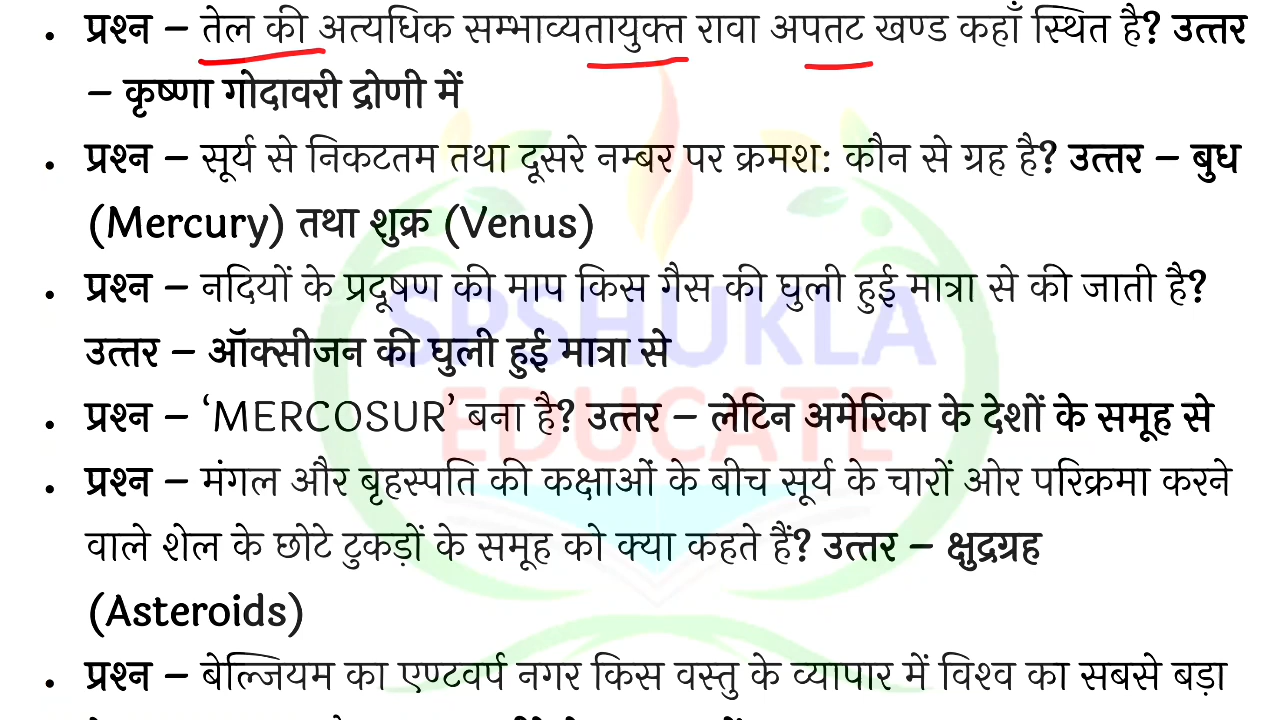 • प्रश्न – तेल की अत्यधिक सम्भाव्यतायुक्त रावा अपतट खण्ड कहाँ स्थित है? उत्तर
– कृष्णा गोदावरी द्रोणी में
• प्रश्न – सूर्य से निकटतम तथा दूसरे नम्बर पर क्रमश: कौन से ग्रह है? उत्तर – बुध
(Mercury) तथा शुक्र (Venus)
• प्रश्न – नदियों के प्रदूषण की माप किस गैस की घुली हुई मात्रा से की जाती है?
उत्तर – ऑक्सीजन की घुली हुई मात्रा से
• प्रश्न – ‘MERCOSUR’ बना है? उत्तर – लेटिन अमेरिका के देशों के समूह से
• प्रश्न – मंगल और बृहस्पति की कक्षाओं के बीच सूर्य के चारों ओर परिक्रमा करने
वाले शेल के छोटे टुकड़ों के समूह को क्या कहते हैं? उत्तर – क्षुद्रग्रह
(Asteroids)
• प्रश्न – बेल्जियम का एण्टवर्प नगर किस वस्तु के व्यापार में विश्व का सबसे बड़ा
SPSHUKLA
EDUCATE